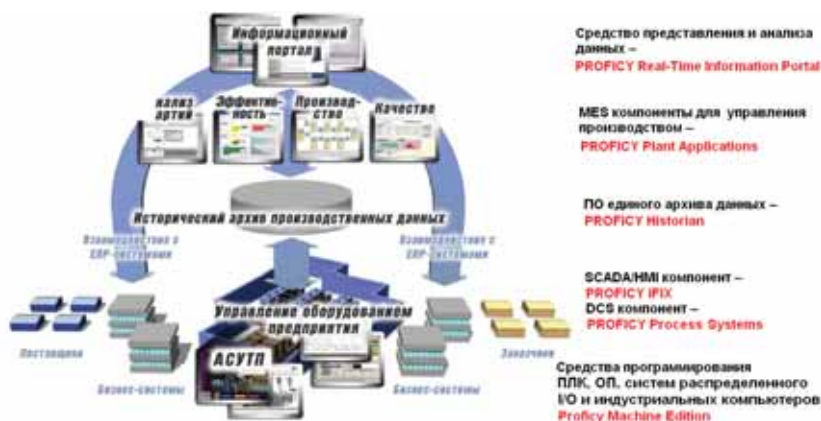 Информационный
портал
нализ
артий
Эффектив-
ность
Производ-
ство
Качество
Исторический архив производственных данных
Взаимодействие с
ERP-системами
Взаимодействие с
ERP-системами
Управление оборудованием
предприятия
АСУТП
Поставщики
Бизнес-системы
Бизнес-системы
Заказчики
Средство представления и анализа
данных –
PROFICY Real-Time Information Portal
MES компоненты для управления
производством –
PROFICY Plant Applications
ПО единого архива данных –
PROFICY Historian
SCADA/HMI компонент –
PROFICY iFIX
DCS компонент –
PROFICY Process Systems
Средства программирования
ПЛК, ОП, систем распределенного
I/O и индустриальных компьютеров
Proficy Machine Edition